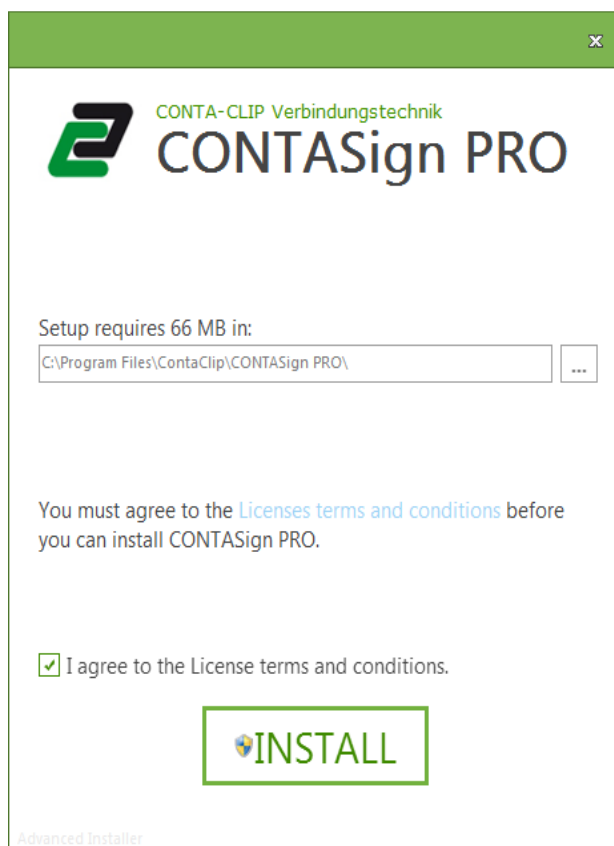 CONTA-CLIP Verbindungstechnik
CONTASign PRO
Setup requires 66 MB in:
C:\Program Files\ContaClip\CONTASign PRO\
...
You must agree to the Licenses terms and conditions before
you can install CONTASign PRO.
I agree to the License terms and conditions.
INSTALL
Advanced Installer